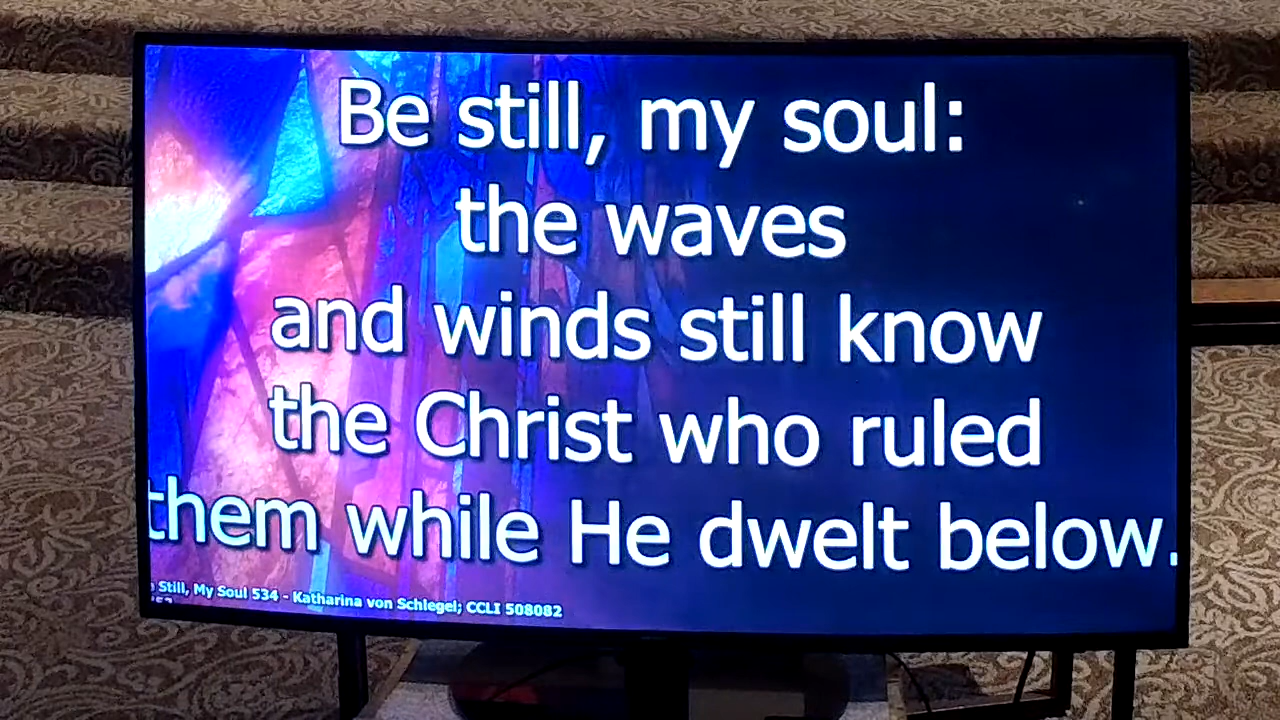 Be still, my soul:
the waves
and winds still know
the Christ who ruled
them while He dwelt below.
Still, My Soul 534 - Katharina von Schlegel; CCLI 508082